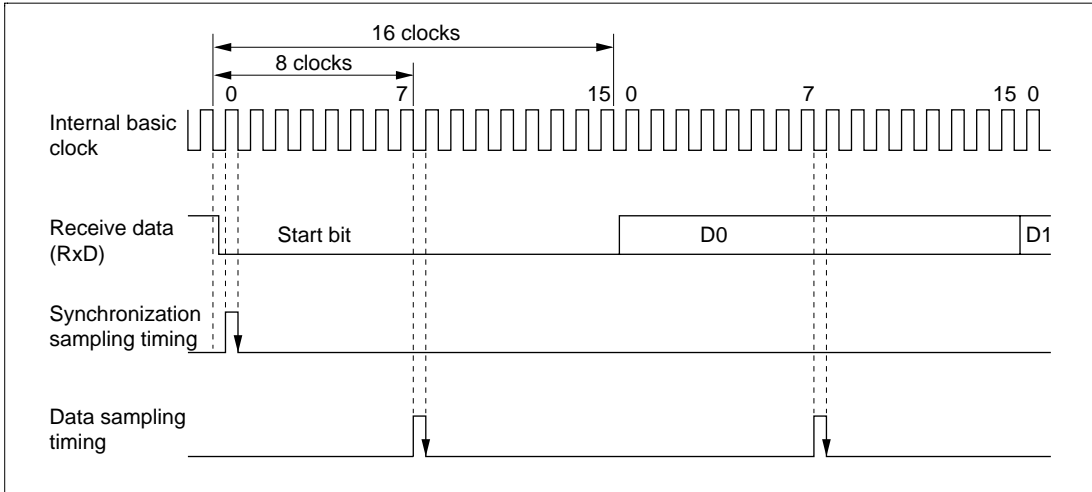 16 clocks
8 clocks
0 7 15 0 7 15 0
Internal basic
clock
Receive data
(RxD)
Start bit D0 D1
Synchronization
sampling timing
Data sampling
timing